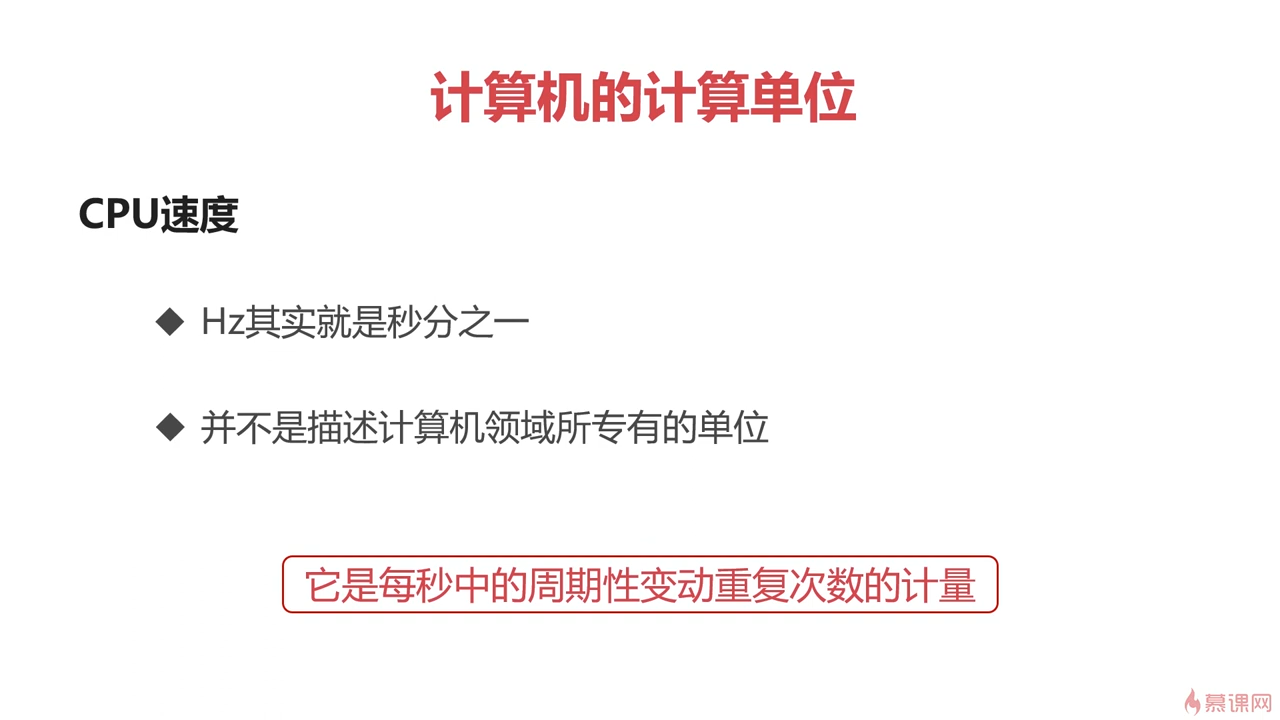 计算机的计算单位
CPU速度
◆ Hz其实就是秒分之一
◆ 并不是描述计算机领域所专有的单位
它是每秒中的周期性变动重复次数的计量
慕课网